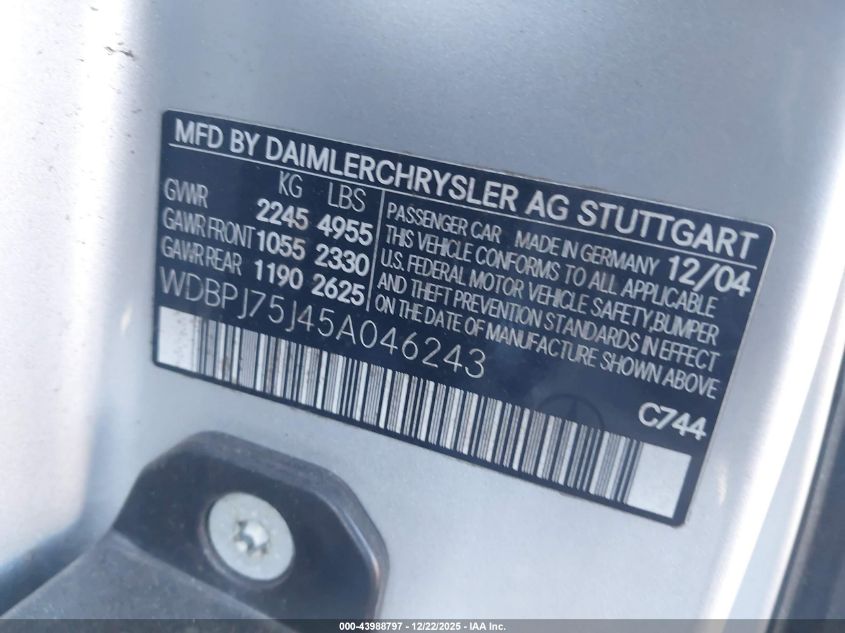 MFD BY DAIMLERCHRYSLER AG STUTTGART
KG LBS
GVWR 2245 4955
GAWR FRONT 1055 2330
GAWR REAR 1190 2625
PASSENGER CAR MADE IN GERMANY 12/04
THIS VEHICLE CONFORMS TO ALL APPLICABLE
U.S. FEDERAL MOTOR VEHICLE SAFETY, BUMPER
AND THEFT PREVENTION STANDARDS IN EFFECT
ON THE DATE OF MANUFACTURE SHOWN ABOVE
WDBPJ75J45A046243
C744
000-43988797 - 12/22/2025 - IAA Inc.